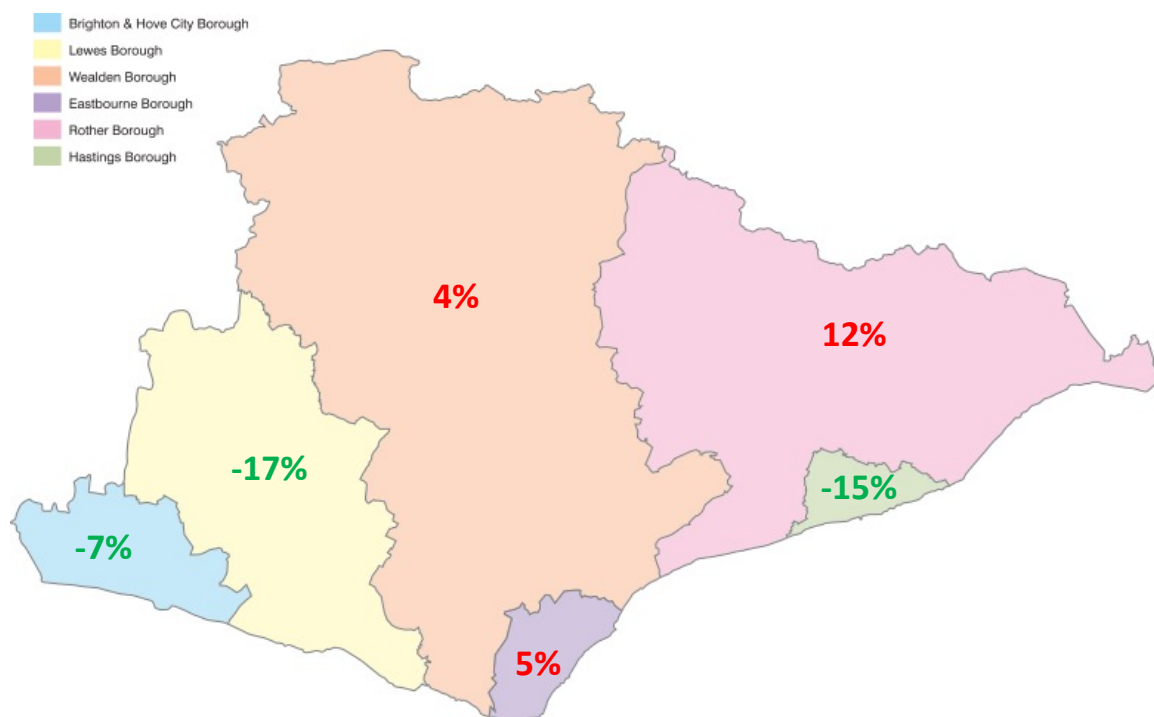 Brighton & Hove City Borough
Lewes Borough
Wealden Borough
Eastbourne Borough
Rother Borough
Hastings Borough
4%
12%
-17%
-15%
-7%
5%